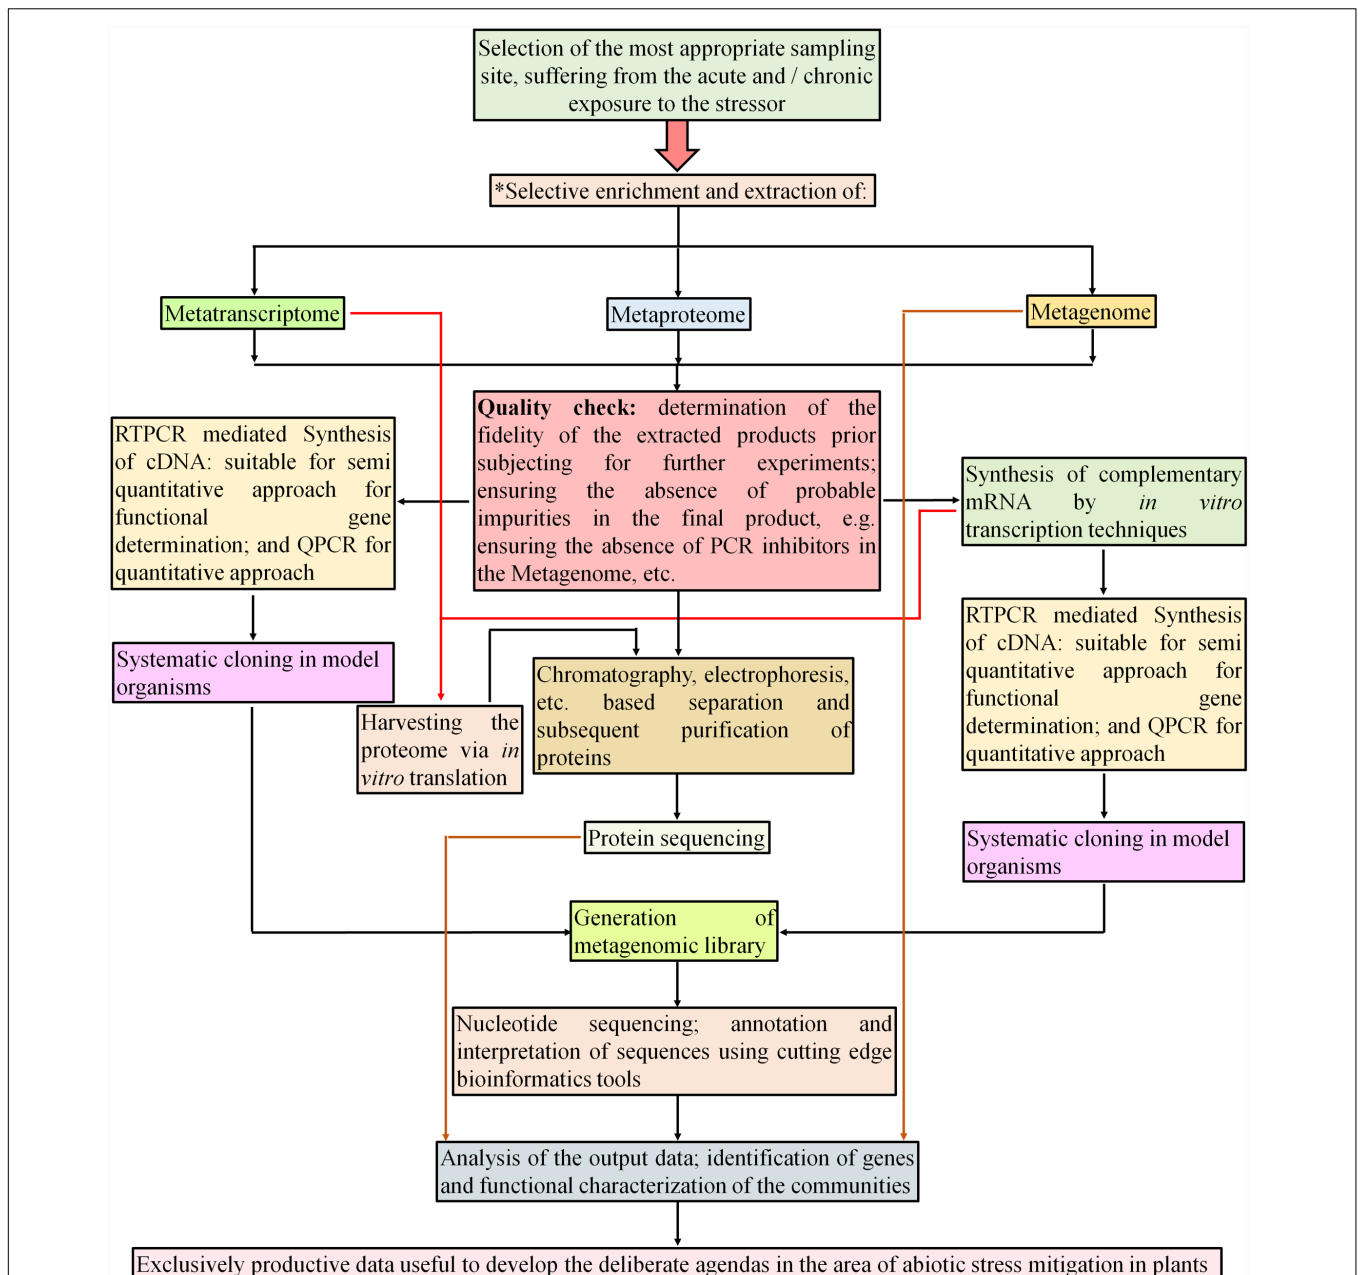 Selection of the most appropriate sampling
site, suffering from the acute and / chronic
exposure to the stressor
*Selective enrichment and extraction of:
Metatranscriptome
Metaproteome
Metagenome
Quality check: determination of the
fidelity of the extracted products prior
subjecting for further experiments;
ensuring the absence of probable
impurities in the final product, e.g.
ensuring the absence of PCR inhibitors in
the Metagenome, etc.
RTPCR mediated Synthesis
of cDNA: suitable for semi
quantitative approach for
functional gene
determination; and QPCR for
quantitative approach
Synthesis of complementary
mRNA by in vitro
transcription techniques
RTPCR mediated Synthesis
of cDNA: suitable for semi
quantitative approach for
functional gene
determination; and QPCR for
quantitative approach
Systematic cloning in model
organisms
Harvesting the
proteome via in
vitro translation
Chromatography, electrophoresis,
etc. based separation and
subsequent purification of
proteins
Protein sequencing
Systematic cloning in model
organisms
Generation of
metagenomic library
Nucleotide sequencing; annotation and
interpretation of sequences using cutting edge
bioinformatics tools
Analysis of the output data; identification of genes
and functional characterization of the communities
Exclusively productive data useful to develop the deliberate agendas in the area of abiotic stress mitigation in plants